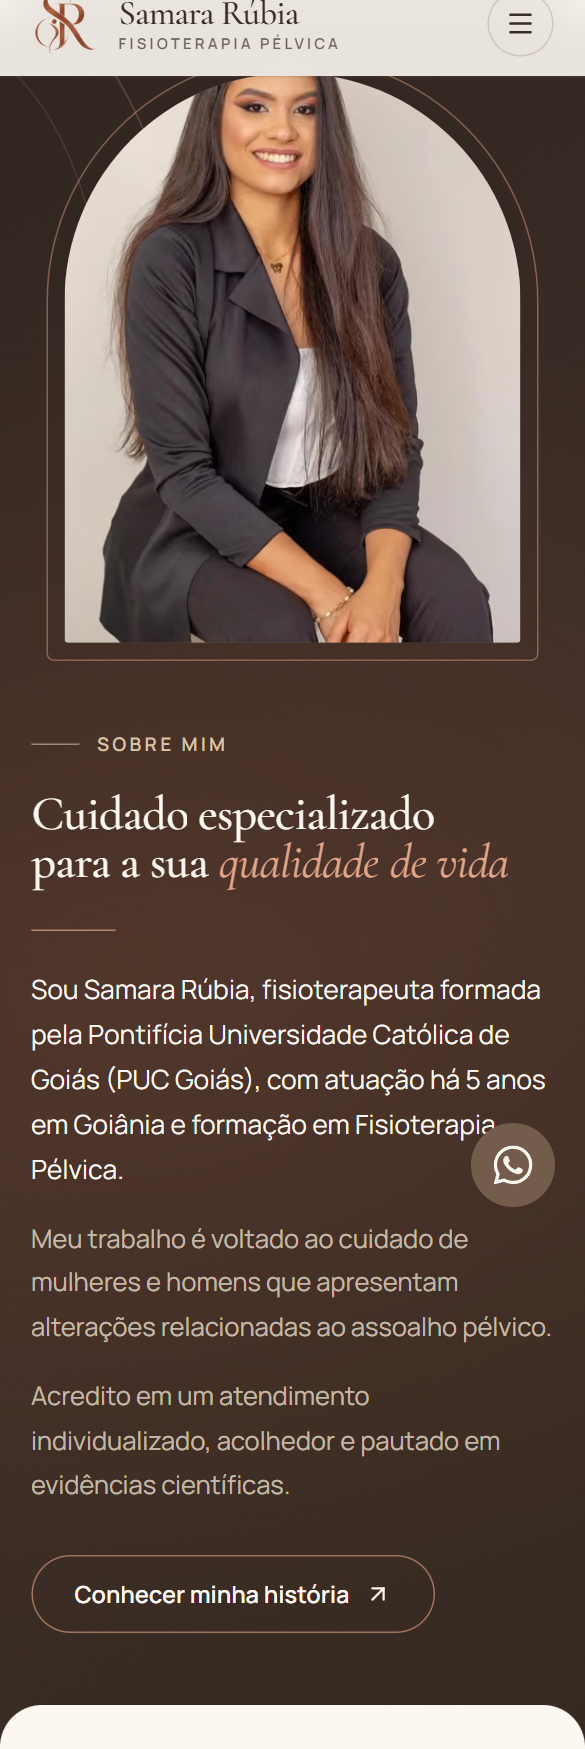 SR
Samara Rúbia
FISIOTERAPIA PÉLVICA
SOBRE MIM
Cuidado especializado
para a sua qualidade de vida
Sou Samara Rúbia, fisioterapeuta formada
pela Pontifícia Universidade Católica de
Goiás (PUC Goiás), com atuação há 5 anos
em Goiânia e formação em Fisioterapia
Pélvica.
Meu trabalho é voltado ao cuidado de
mulheres e homens que apresentam
alterações relacionadas ao assoalho pélvico.
Acredito em um atendimento
individualizado, acolhedor e pautado em
evidências científicas.
Conhecer minha história